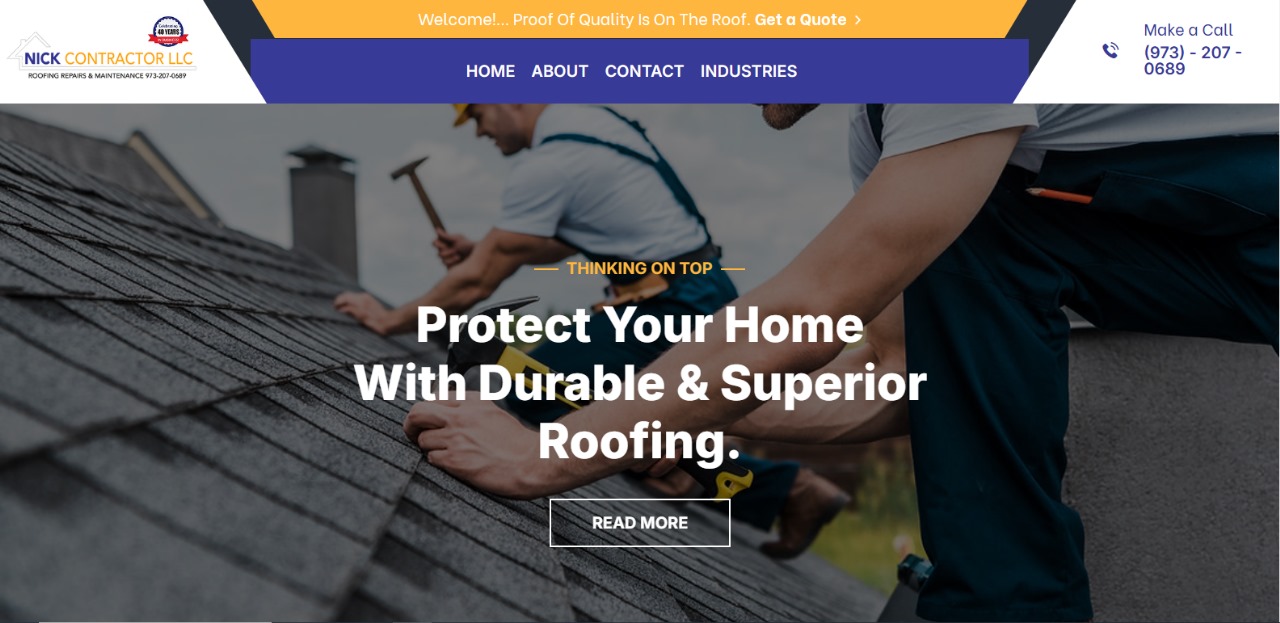 Welcome!... Proof Of Quality Is On The Roof. Get a Quote
Celebrating
40 YEARS
NICK CONTRACTOR LLC
ROOFING REPAIRS & MAINTENANCE 973-207-0689
HOME ABOUT CONTACT INDUSTRIES
Make a Call
(973) - 207 -
0689
THINKING ON TOP
Protect Your Home
With Durable & Superior
Roofing.
READ MORE